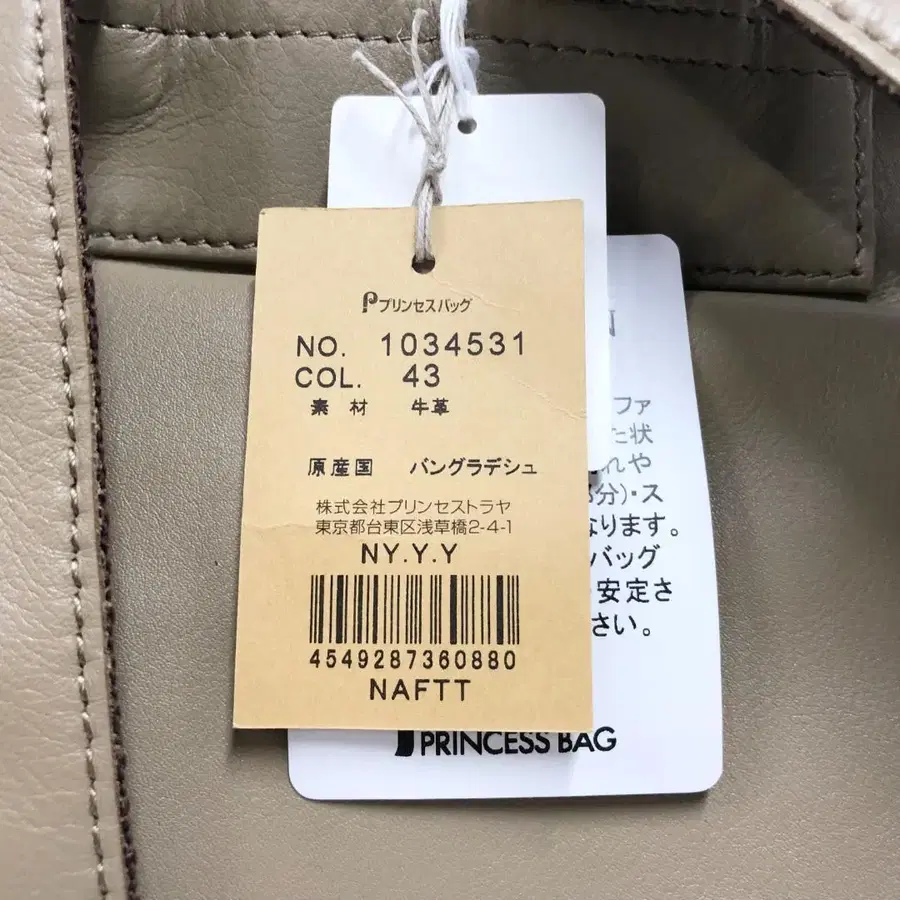 プリンセスバッグ
NO. 1034531
COL. 43
素材 牛革
原産国 バングラデシュ
株式会社プリンセストラヤ
東京都台東区浅草橋2-4-1
NY.Y.Y
4549287360880
NAFTT
N
ファ
た状
れや
部分)・ス
なります。
バッグ
安定さ
さい。
PRINCESS BAG